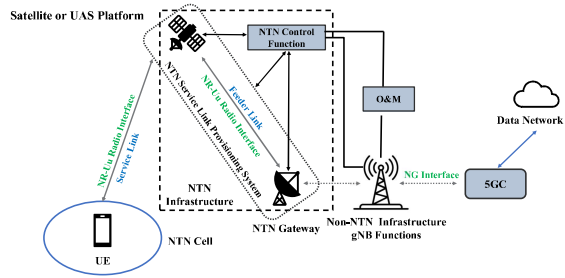 Satellite or UAS Platform
NTN Control
Function
NR-Uu Radio Interface
Service Link
NTN Service Link Provisioning System
Feeder Link
NR-Uu Radio Interface
O&M
Data Network
NTN
Infrastructure
NG Interface
5GC
UE
NTN Cell
NTN Gateway
Non-NTN Infrastructure
gNB Functions